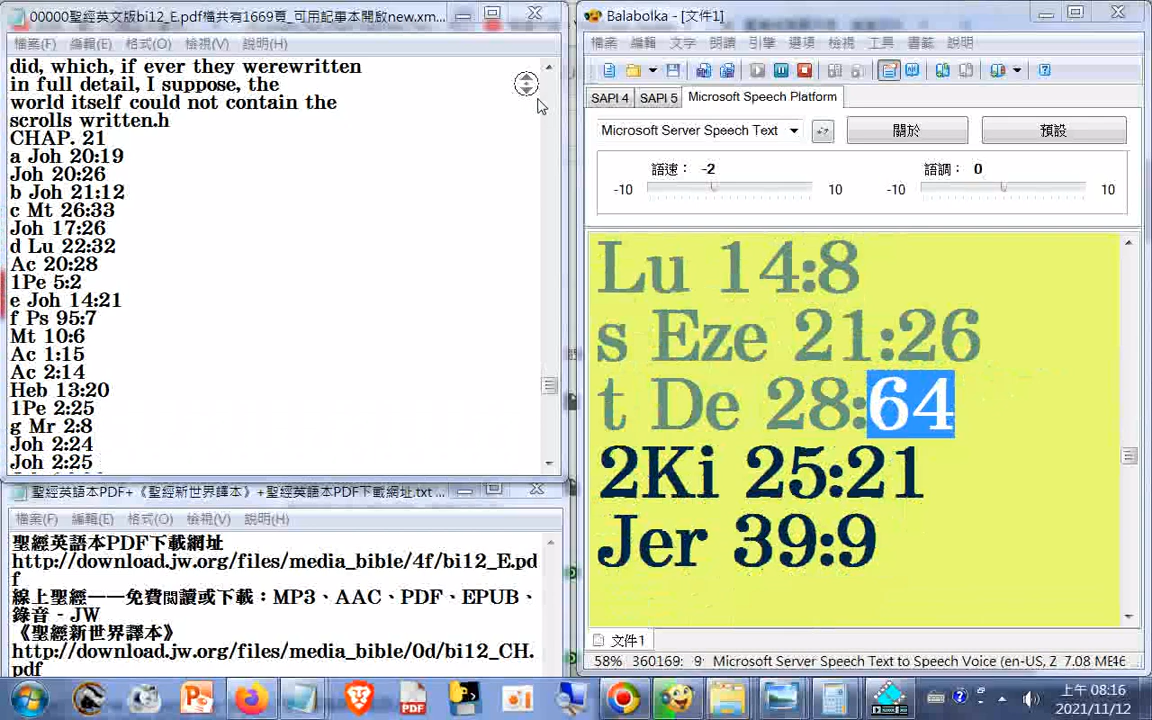 00000聖經英文版bi12_E.pdf檔共有1669頁_可用記事本開啟new.xm...
檔案(F) 編輯(E) 格式(O) 檢視(V) 說明(H)
did, which, if ever they werewritten
in full detail, I suppose, the
world itself could not contain the
scrolls written.h
CHAP. 21
a Joh 20:19
Joh 20:26
b Joh 21:12
c Mt 26:33
Joh 17:26
d Lu 22:32
Ac 20:28
1Pe 5:2
e Joh 14:21
f Ps 95:7
Mt 10:6
Ac 1:15
Ac 2:14
Heb 13:20
1Pe 2:25
g Mr 2:8
Joh 2:24
Joh 2:25
聖經英語本PDF+《聖經新世界譯本》+聖經英語本PDF下載網址.txt ...
檔案(F) 編輯(E) 格式(O) 檢視(V) 說明(H)
聖經英語本PDF下載網址
http://download.jw.org/files/media_bible/4f/bi12_E.pd
f
線上聖經——免費閱讀或下載：MP3、AAC、PDF、EPUB、
錄音 - JW
《聖經新世界譯本》
http://download.jw.org/files/media_bible/0d/bi12_CH.
pdf
Balabolka - [文件1]
檔案 編輯 文字 朗讀 引擎 選項 檢視 工具 書籤 說明
SAPI 4 SAPI 5 Microsoft Speech Platform
Microsoft Server Speech Text 關於 預設
語速： -2 語調： 0
-10 10 -10 10
Lu 14:8
s Eze 21:26
t De 28:64
2Ki 25:21
Jer 39:9
文件1
58% 360169: 9 Microsoft Server Speech Text to Speech Voice (en-US, Z 7.08 ME46
上午 08:16
2021/11/12